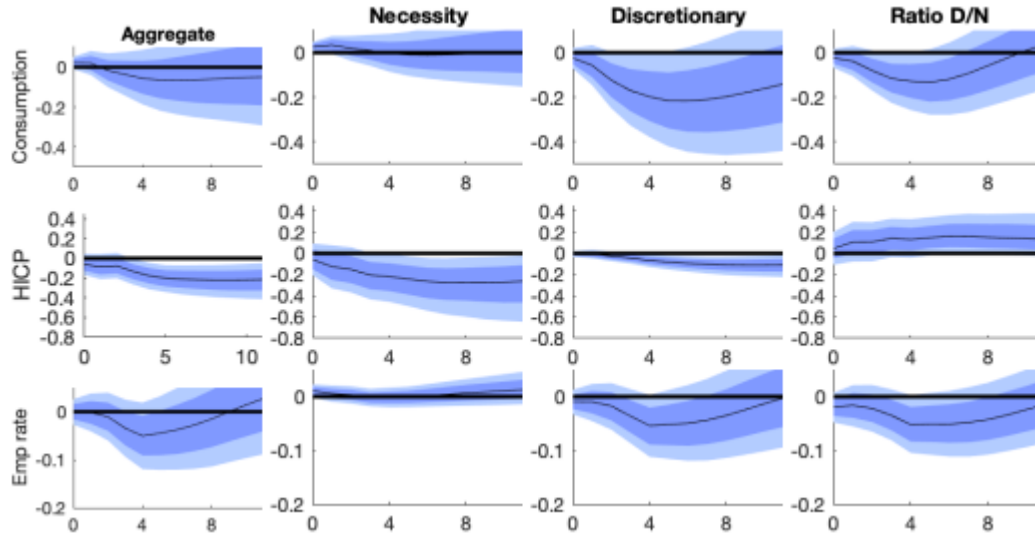 Aggregate Necessity Discretionary Ratio D/N
Consumption
0 0 0 0
-0.2 -0.2 -0.2 -0.2
-0.4 -0.4 -0.4 -0.4
0 4 8 0 4 8 0 4 8 0 4 8
HICP
0.4 0.4 0.4 0.4
0.2 0.2 0.2 0.2
0 0 0 0
-0.2 -0.2 -0.2 -0.2
-0.4 -0.4 -0.4 -0.4
-0.6 -0.6 -0.6 -0.6
-0.8 -0.8 -0.8 -0.8
0 5 10 0 4 8 0 4 8 0 4 8
Emp rate
0 0 0 0
-0.1 -0.1 -0.1 -0.1
-0.2 -0.2 -0.2 -0.2
0 4 8 0 4 8 0 4 8 0 4 8